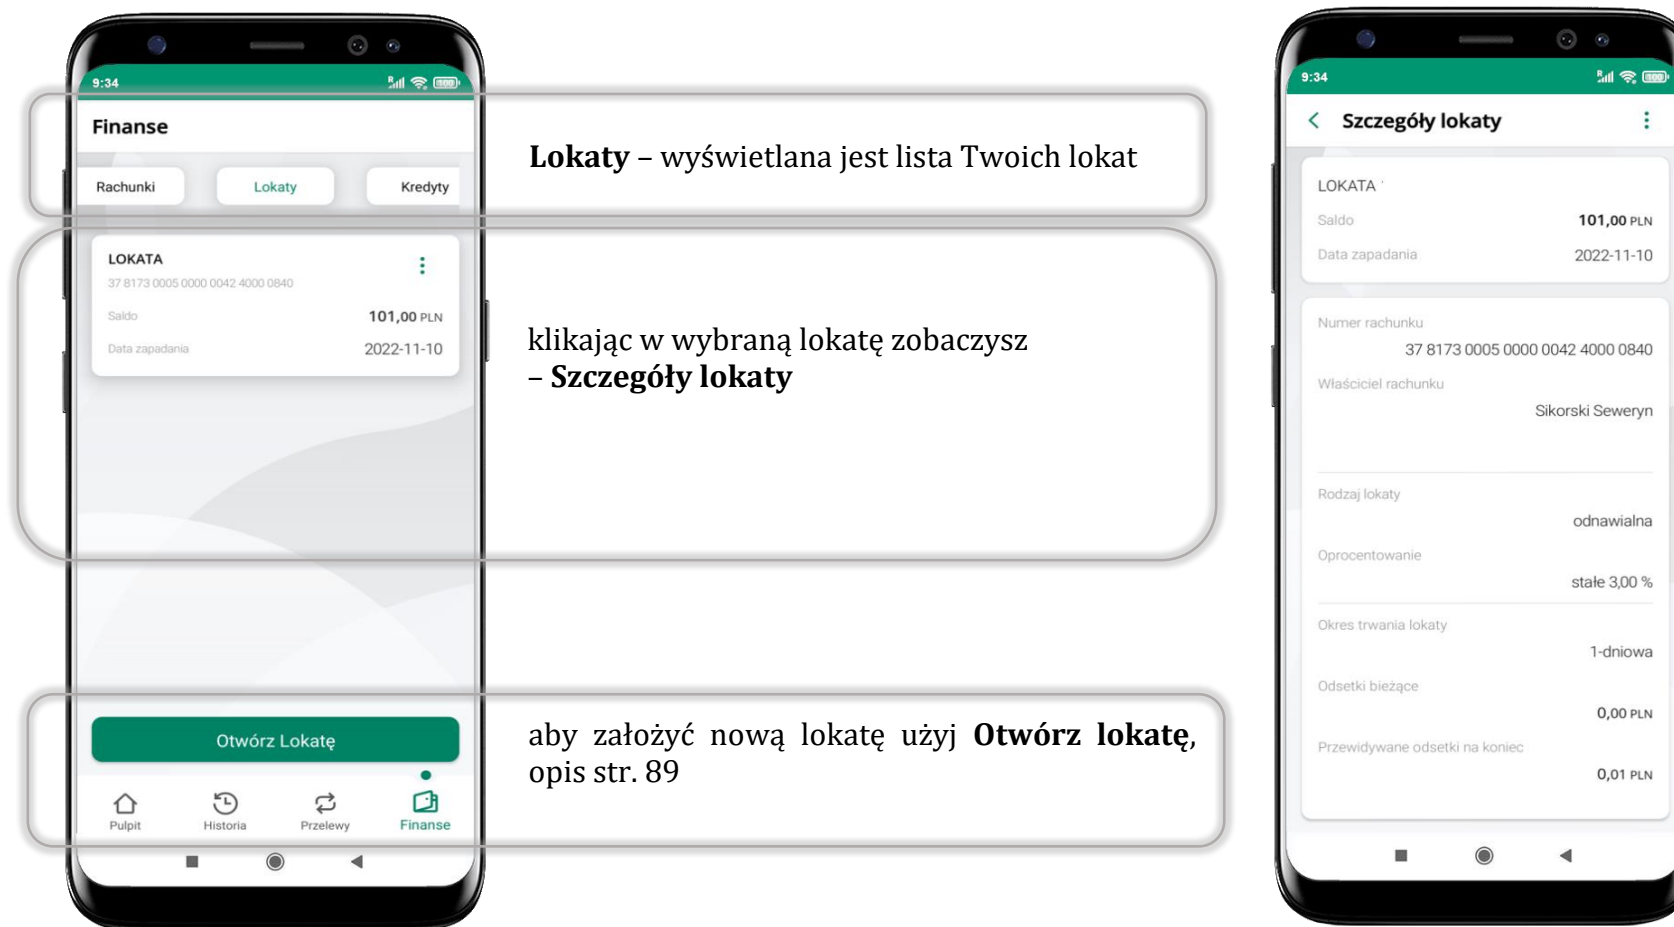 9:34
Finanse
Rachunki
Lokaty
Kredyty
LOKATA
37 8173 0005 0000 0042 4000 0840
Saldo
101,00 PLN
Data zapadania
2022-11-10
Otwórz Lokatę
Pulpit
Historia
Przelewy
Finanse
Lokaty – wyświetlana jest lista Twoich lokat
klikając w wybraną lokatę zobaczysz
– Szczegóły lokaty
aby założyć nową lokatę użyj Otwórz lokatę,
opis str. 89
9:34
Szczegóły lokaty
LOKATA
Saldo
101,00 PLN
Data zapadania
2022-11-10
Numer rachunku
37 8173 0005 0000 0042 4000 0840
Właściciel rachunku
Sikorski Seweryn
Rodzaj lokaty
odnawialna
Oprocentowanie
stałe 3,00 %
Okres trwania lokaty
1-dniowa
Odsetki bieżące
0,00 PLN
Przewidywane odsetki na koniec
0,01 PLN